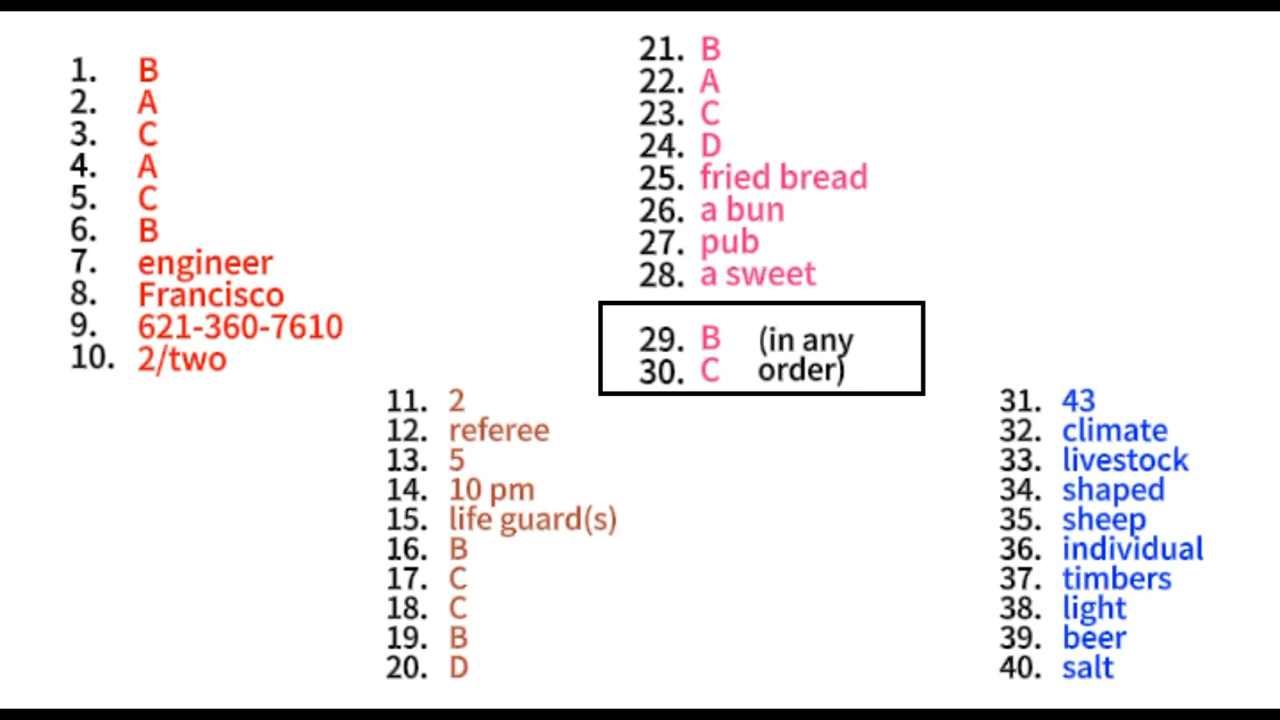 1. B
2. A
3. C
4. A
5. C
6. B
7. engineer
8. Francisco
9. 621-360-7610
10. 2/two
11. 2
12. referee
13. 5
14. 10 pm
15. life guard(s)
16. B
17. C
18. C
19. B
20. D
21. B
22. A
23. C
24. D
25. fried bread
26. a bun
27. pub
28. a sweet
29. B (in any
30. C order)
31. 43
32. climate
33. livestock
34. shaped
35. sheep
36. individual
37. timbers
38. light
39. beer
40. salt